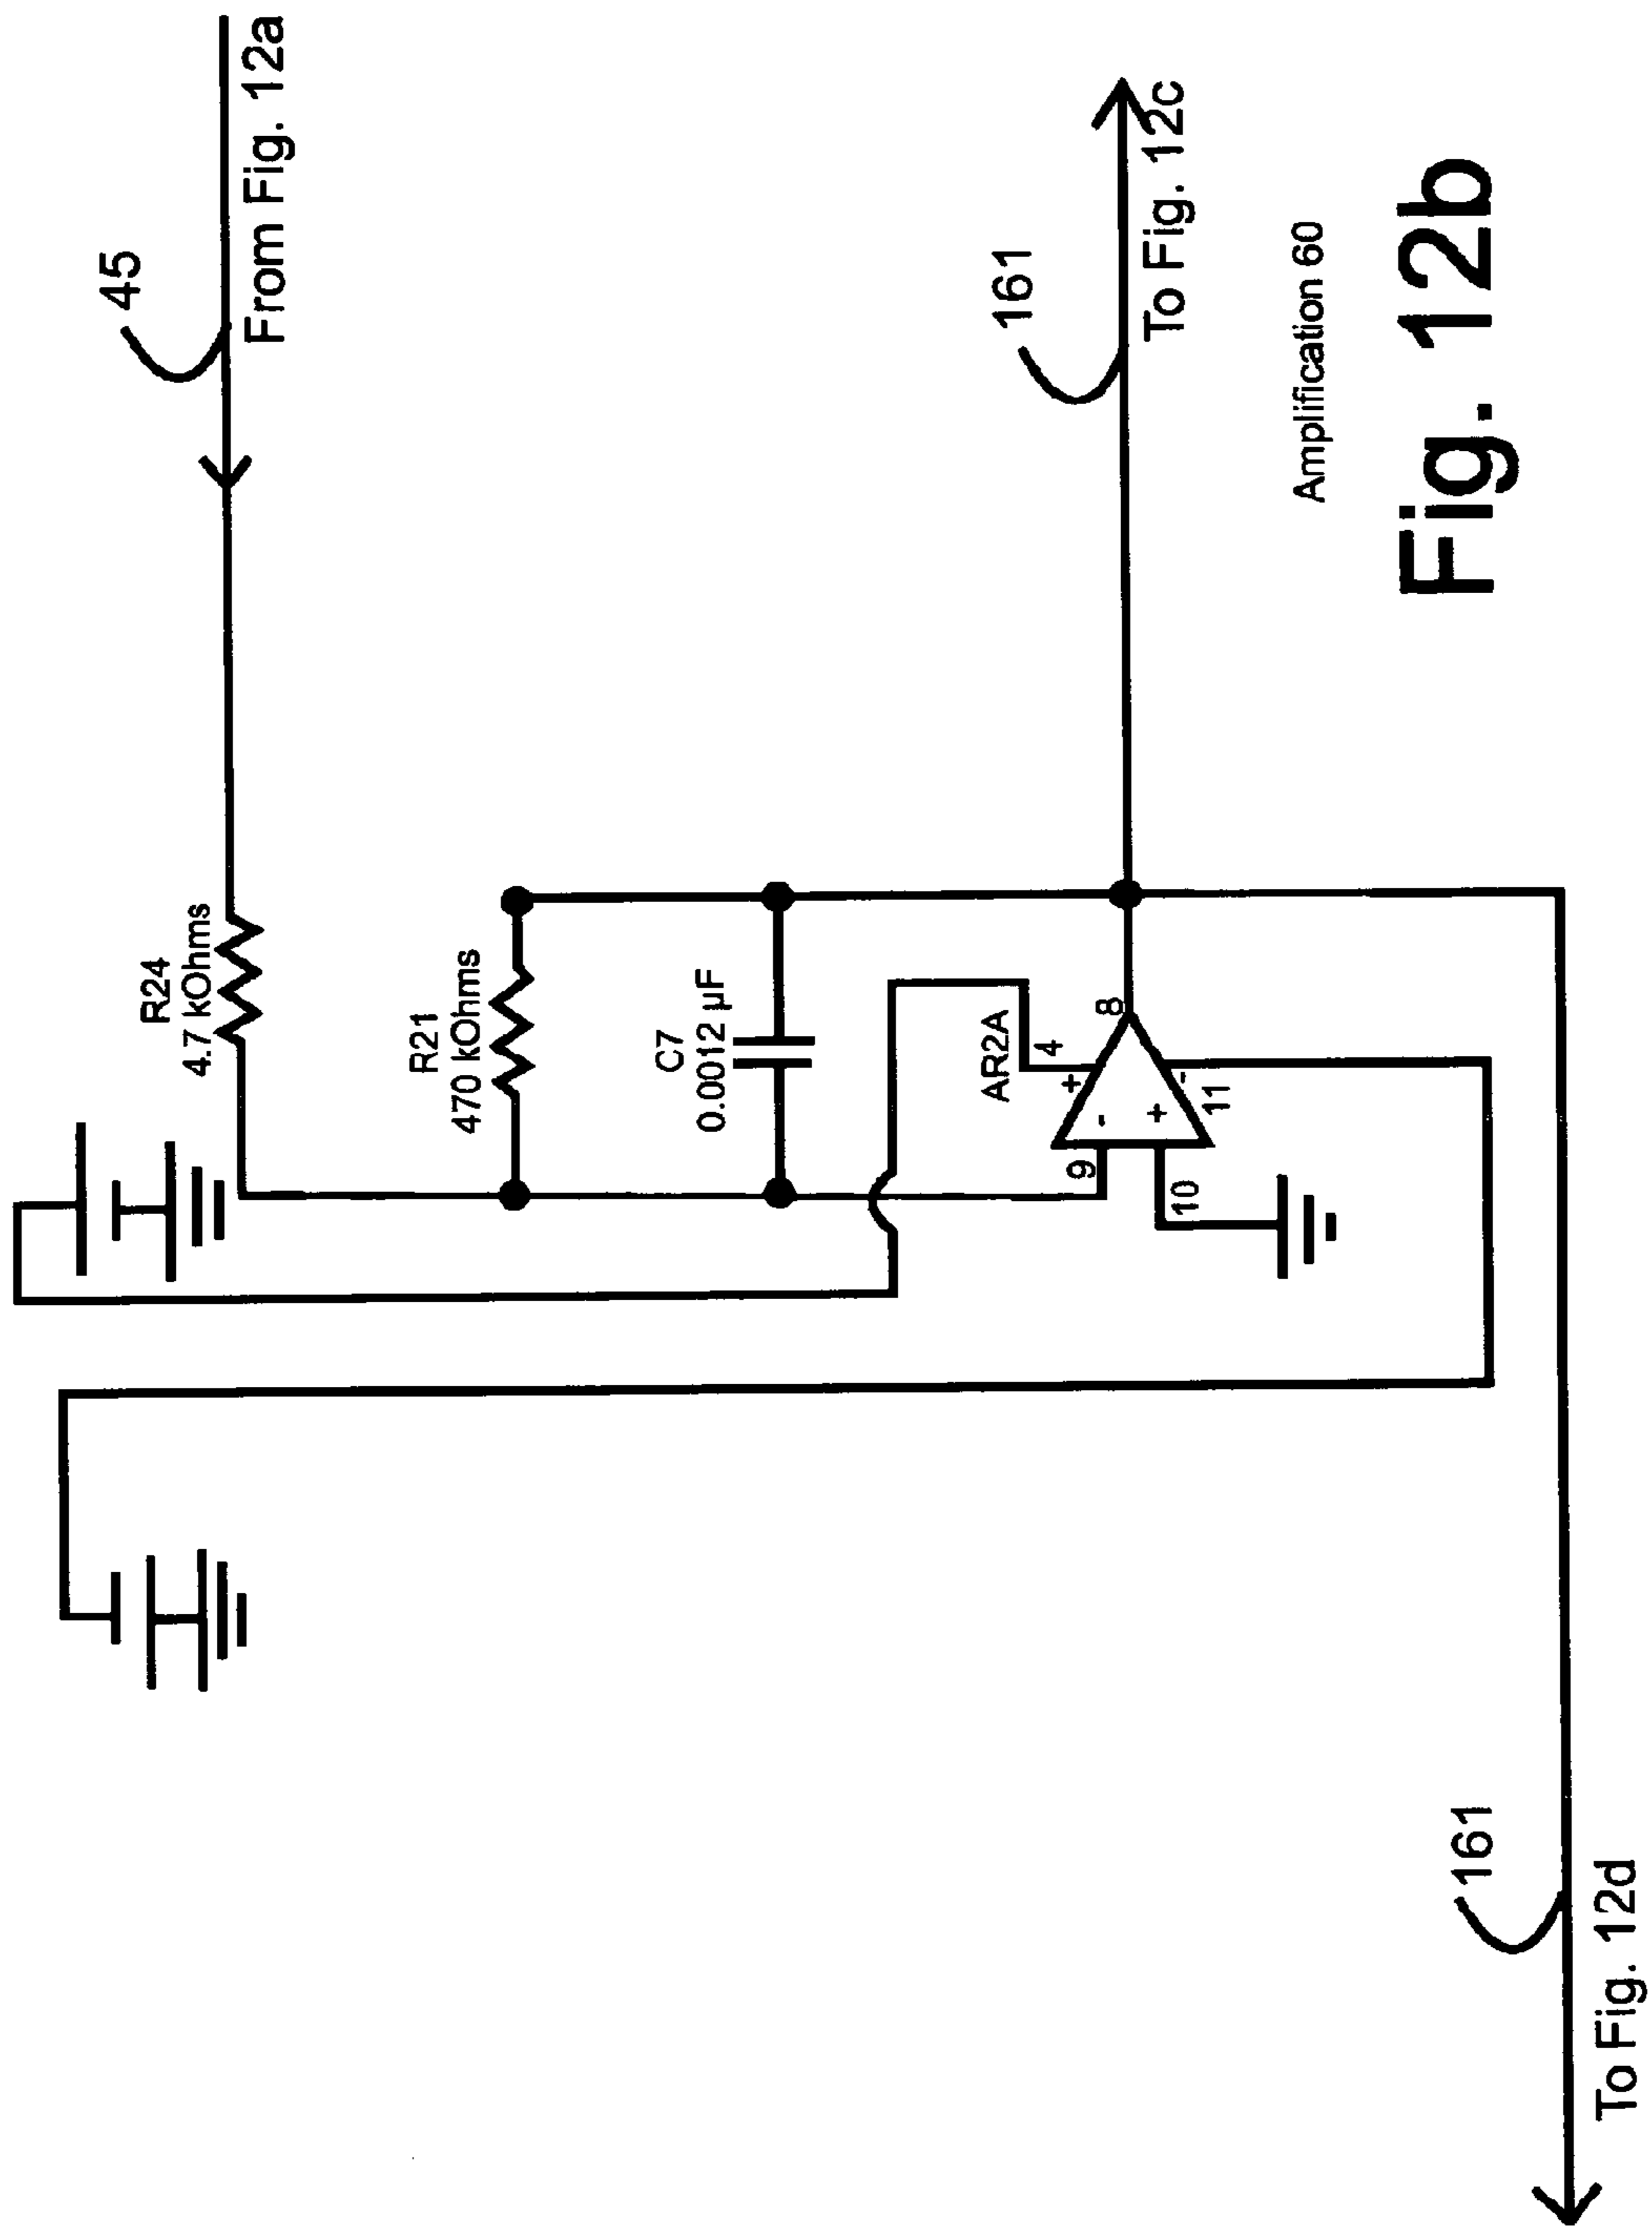 45
From Fig. 12a
R24
4.7 kOhms
R21
470 kOhms
C7
0.0012 µF
AR2A
4
+
9
-
8
10
+
-
11
161
To Fig. 12c
Amplification 60
161
To Fig. 12d
Fig. 12b